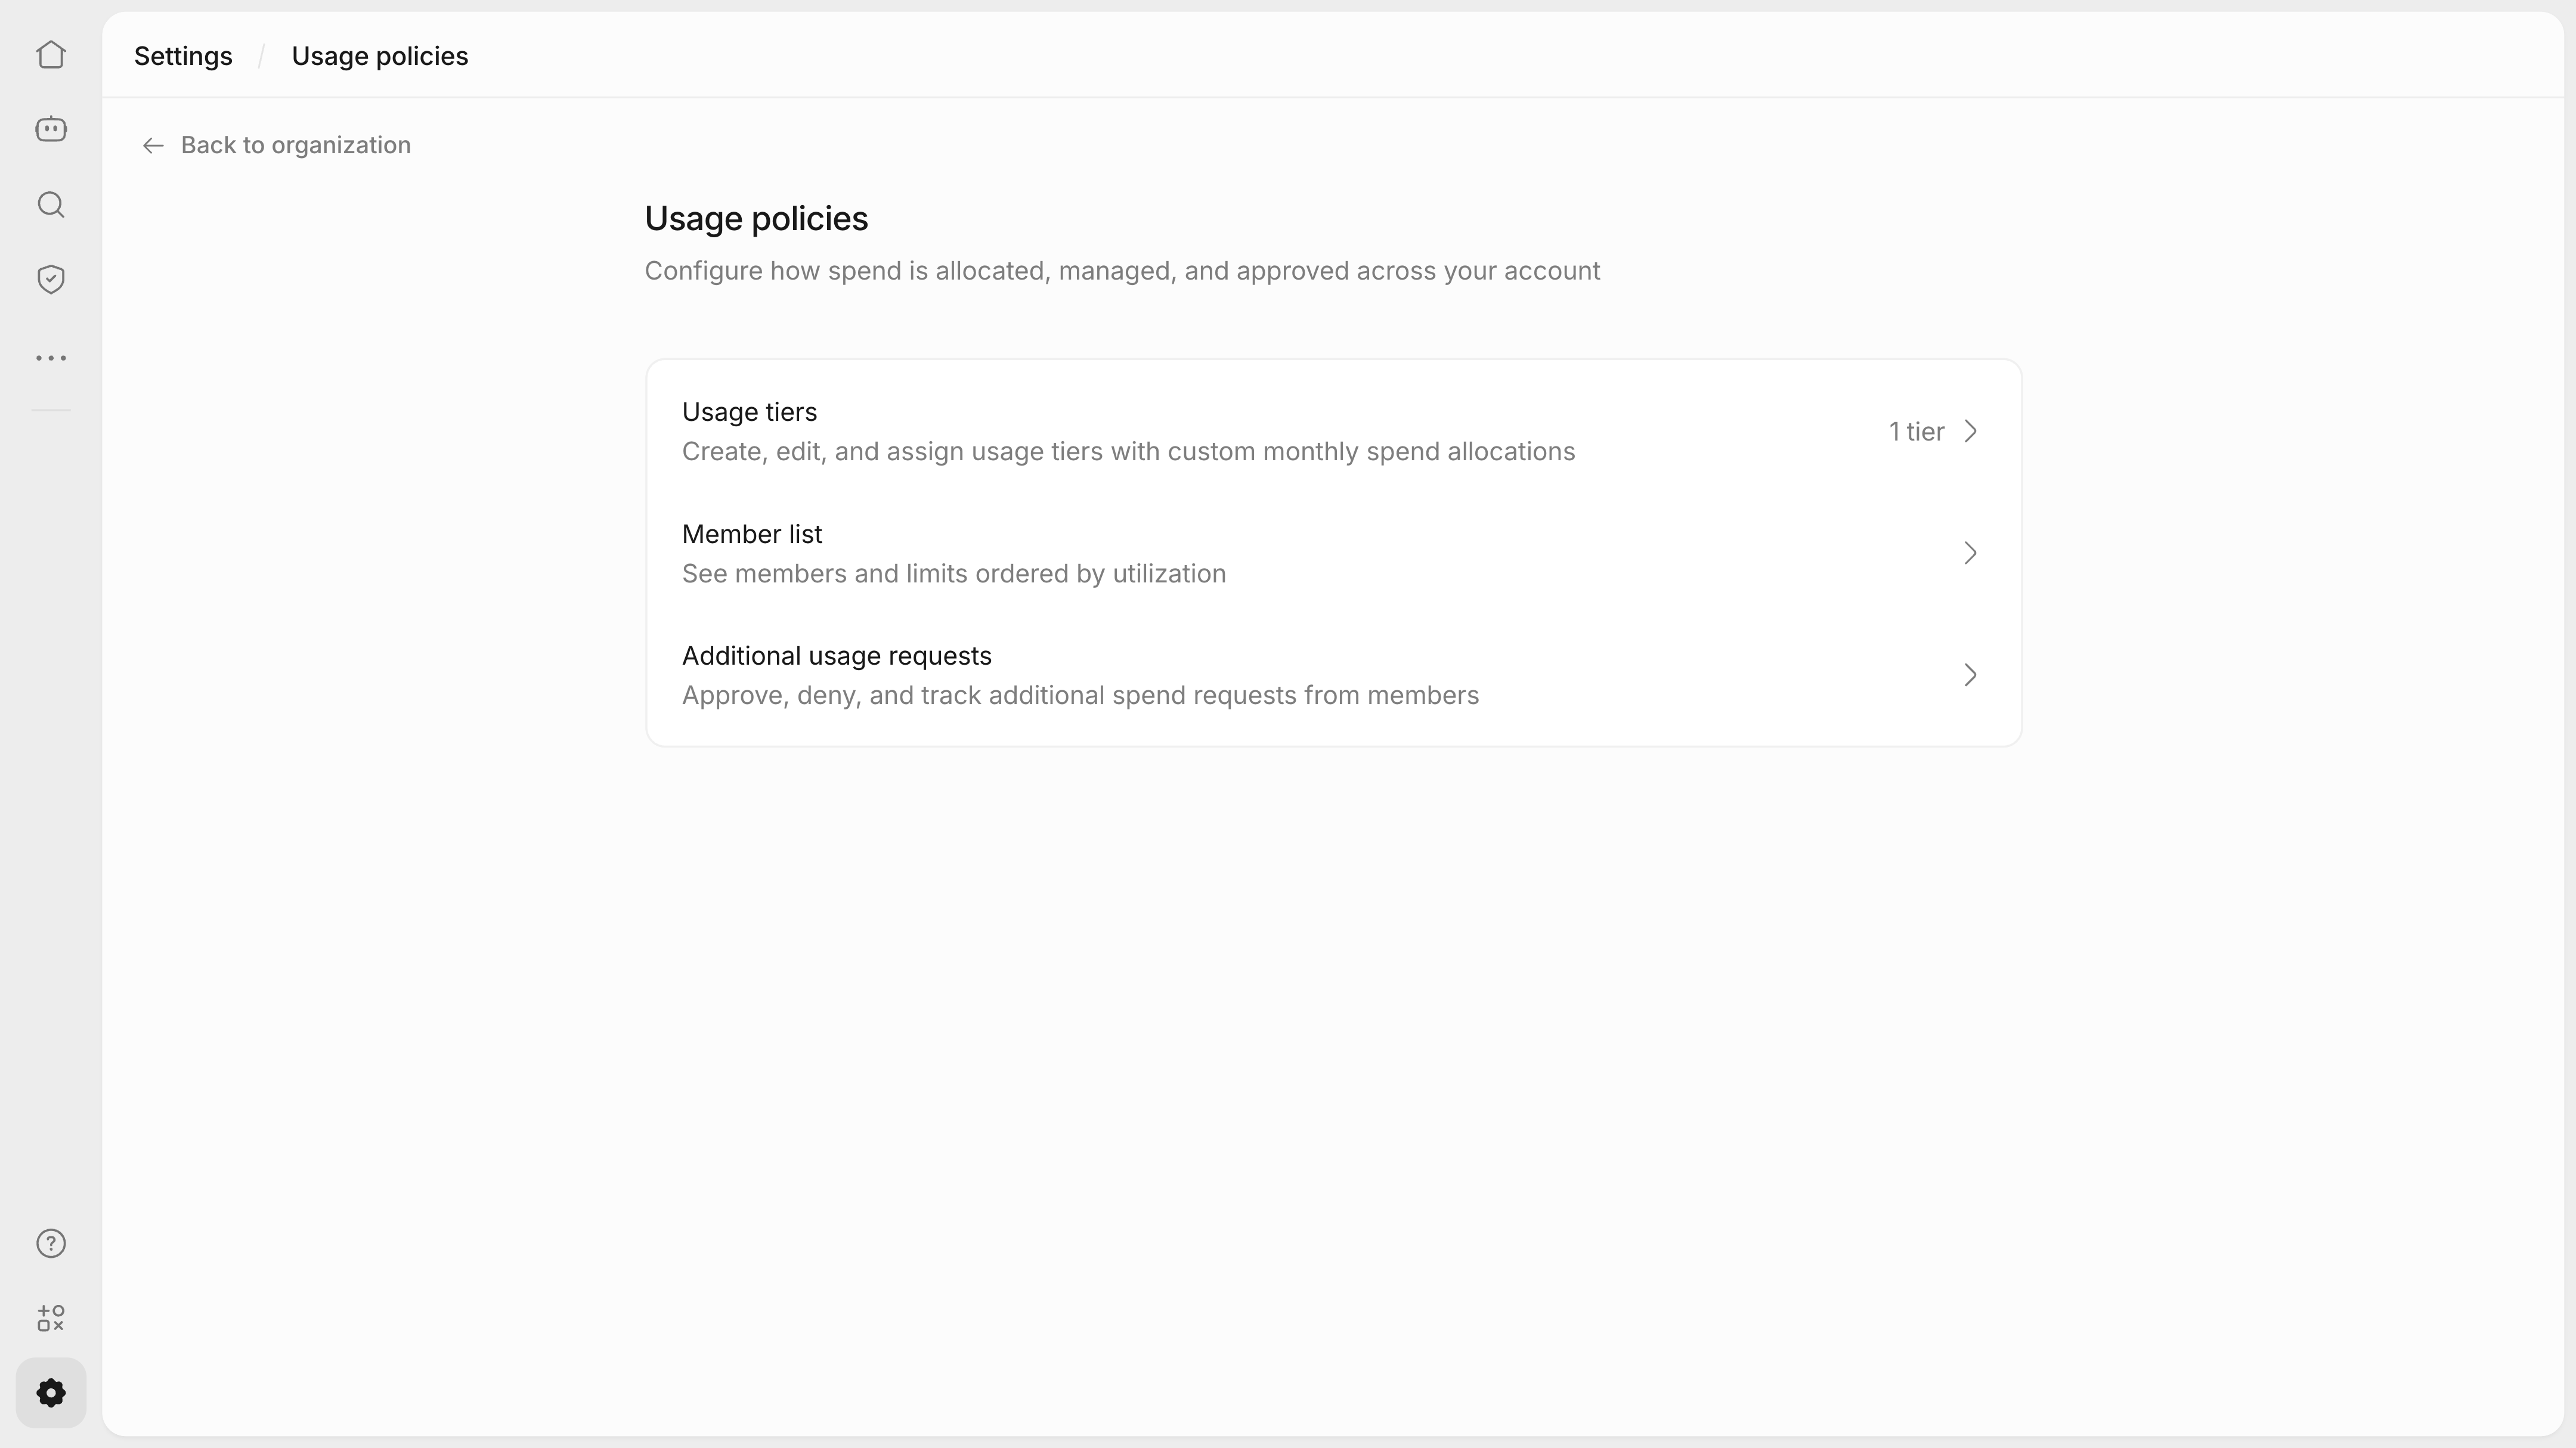 Settings / Usage policies
Back to organization
Usage policies
Configure how spend is allocated, managed, and approved across your account
Usage tiers
Create, edit, and assign usage tiers with custom monthly spend allocations
1 tier
Member list
See members and limits ordered by utilization
Additional usage requests
Approve, deny, and track additional spend requests from members